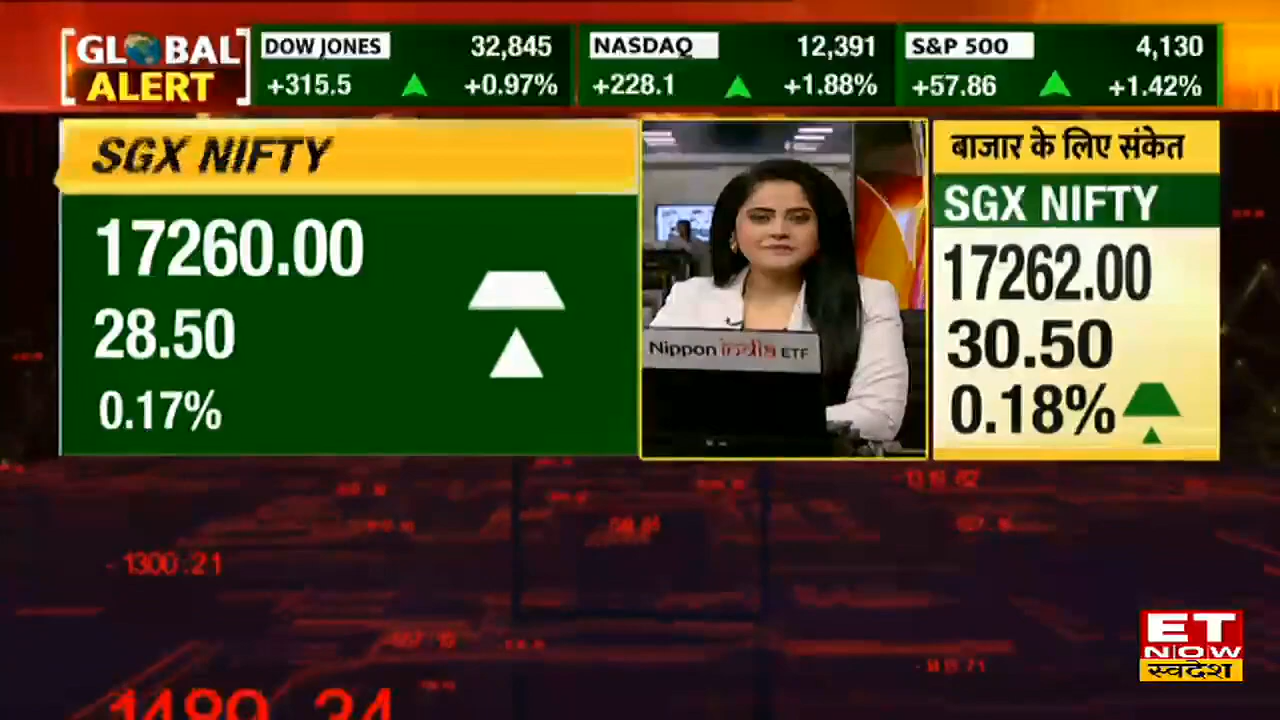 GLOBAL
ALERT
DOW JONES 32,845
+315.5 +0.97%
NASDAQ 12,391
+228.1 +1.88%
S&P 500 4,130
+57.86 +1.42%
SGX NIFTY
17260.00
28.50
0.17%
Nippon india ETF
बाजार के लिए संकेत
SGX NIFTY
17262.00
30.50
0.18%
-1300.21
1489.34
ET
NOW
स्वदेश